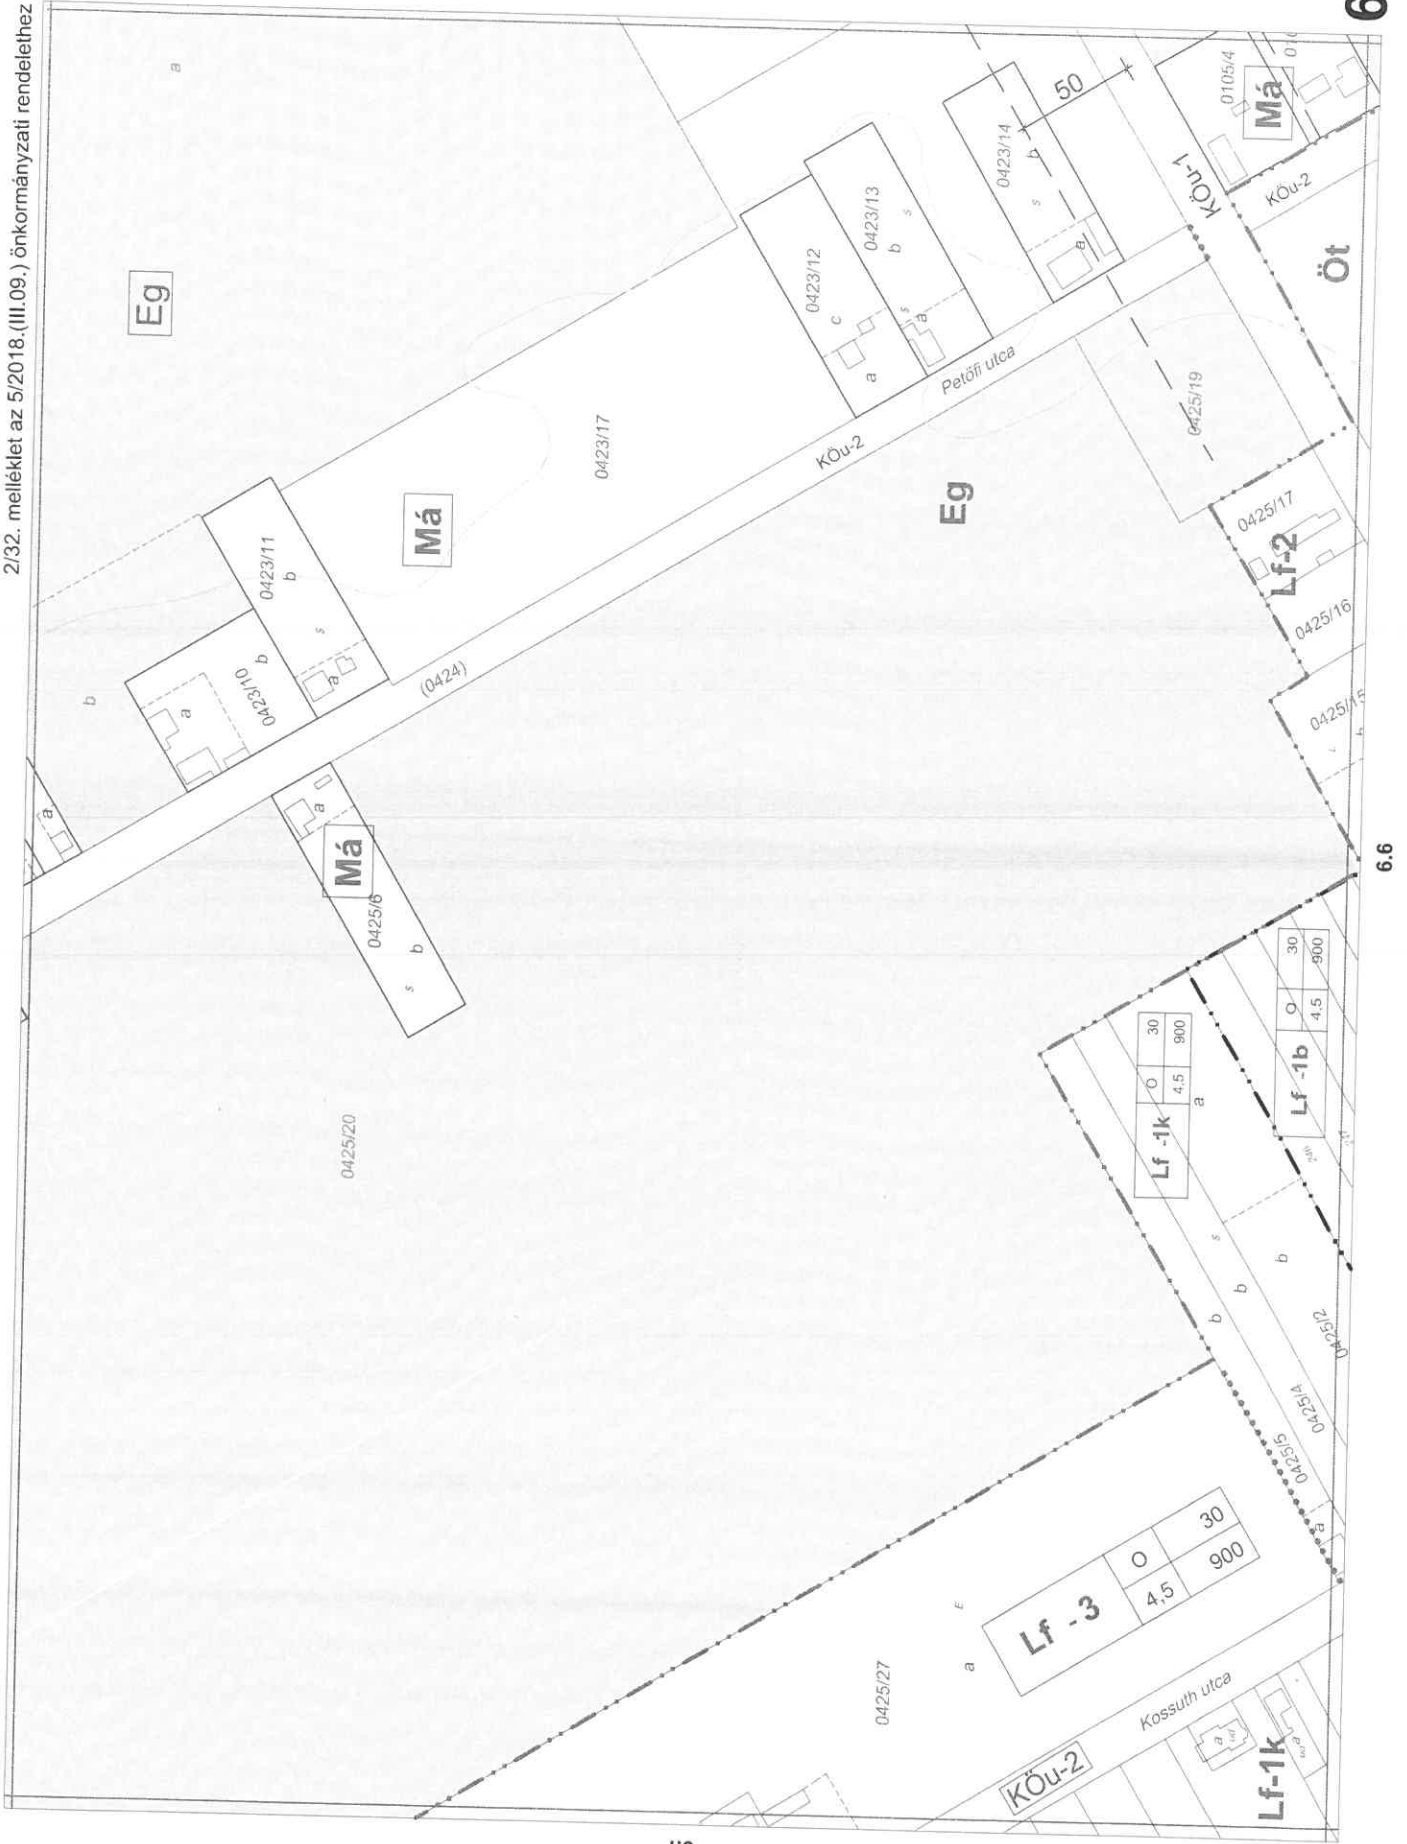 2/32. melléklet az 5/2018.(III.09.) önkormányzati rendelethez
6
a
Eg
b
a
0423/10
a
b
0423/11
b
s
a
Má
0423/17
(0424)
KÖu-2
Petőfi utca
0423/12
c
a
0423/13
b
s
s
a
0423/14
b
s
a
50
KÖu-1
0105/4
Má
KÖu-2
Öt
0425/19
Eg
0425/17
Lf-2
0425/16
0425/15
a
Má
0425/6
s
b
0425/20
6.6
Lf -1k
O 30
4.5 900
a
Lf -1b
O 30
4.5 900
s
b
b
b
0425/2
0425/4
0425/5
a
Lf - 3
O 30
4,5 900
E
a
0425/27
Kossuth utca
KÖu-2
Lf-1k
a
a